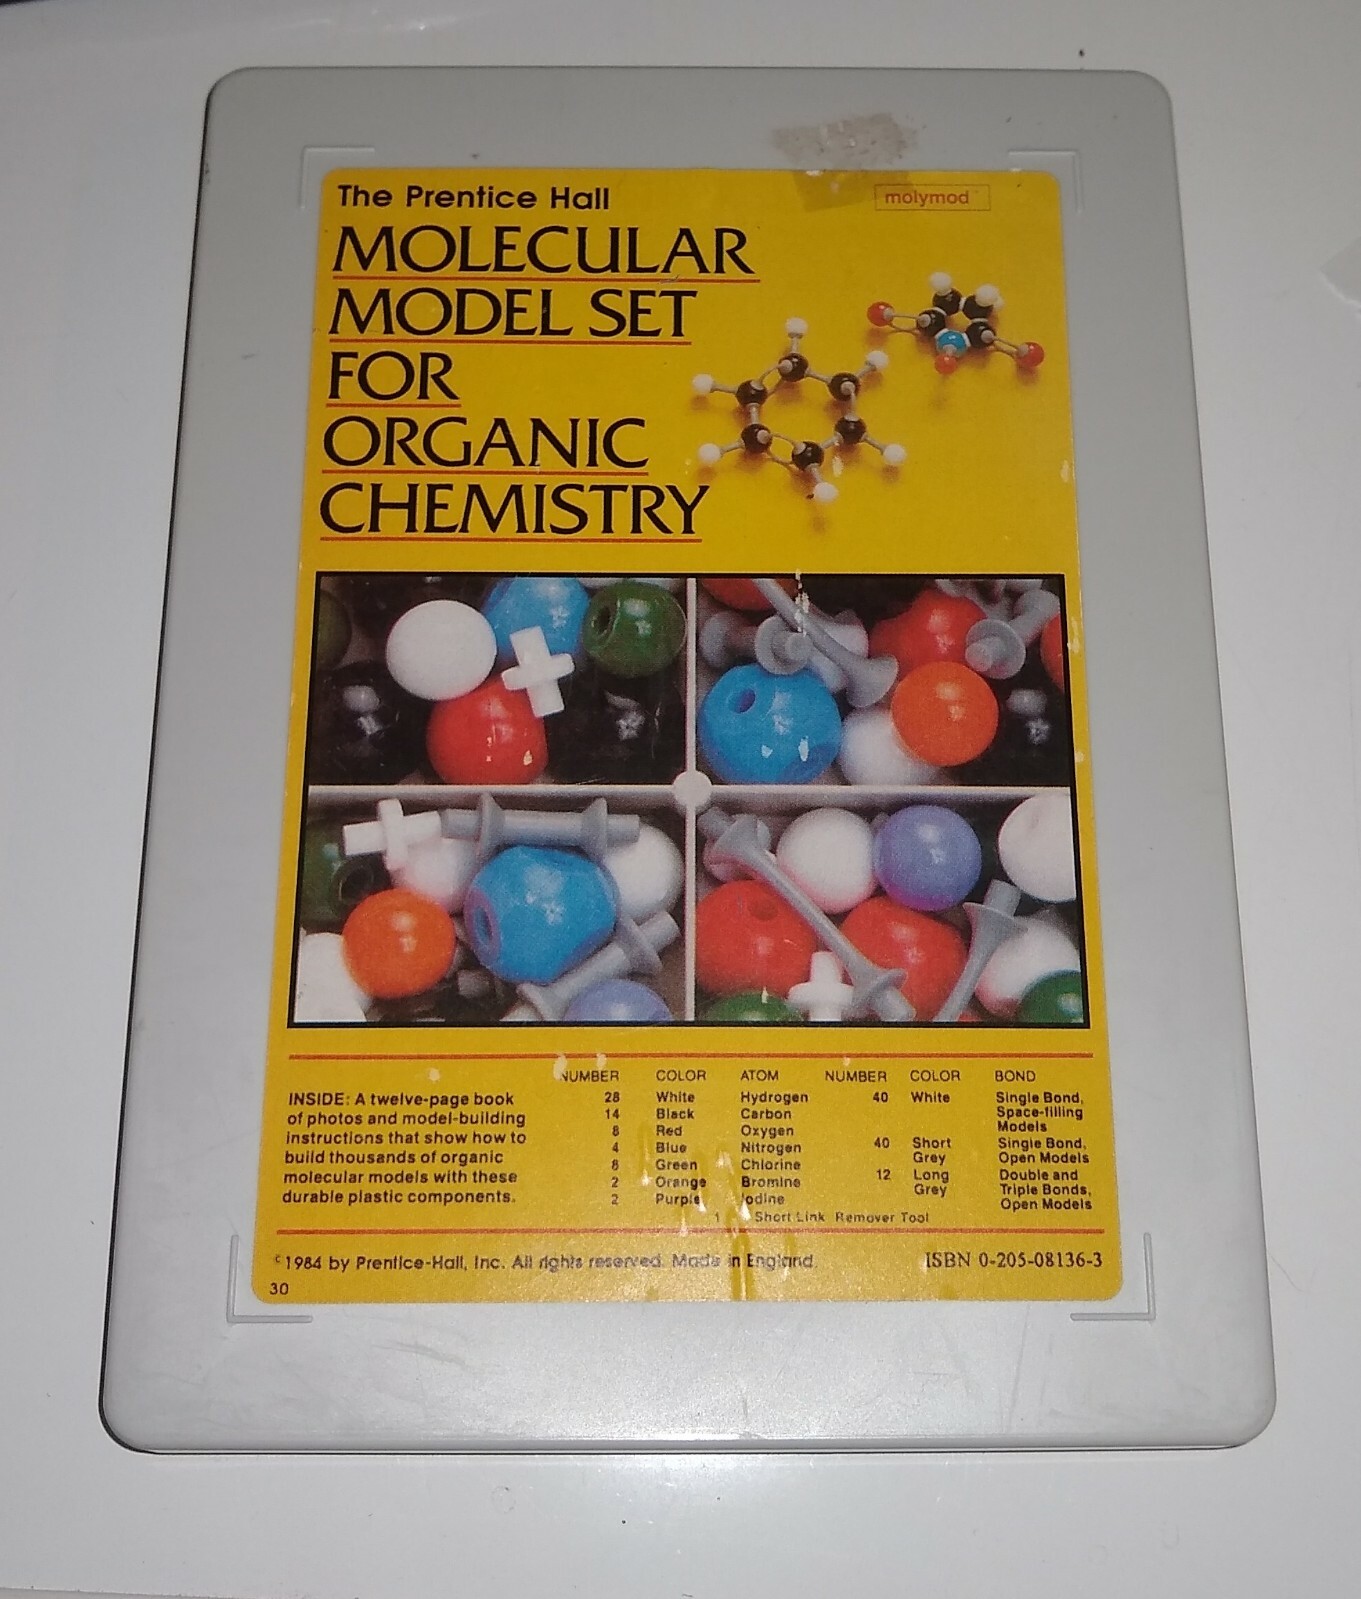 The Prentice Hall
molymod™
MOLECULAR
MODEL SET
FOR
ORGANIC
CHEMISTRY
INSIDE: A twelve-page book
of photos and model-building
instructions that show how to
build thousands of organic
molecular models with these
durable plastic components.
NUMBER COLOR ATOM
28 White Hydrogen
14 Black Carbon
8 Red Oxygen
4 Blue Nitrogen
8 Green Chlorine
2 Orange Bromine
2 Purple Iodine
NUMBER COLOR BOND
40 White Single Bond,
Space-filling
Models
40 Short Single Bond,
Grey Open Models
12 Long Double and
Grey Triple Bonds,
Open Models
1 Short Link Remover Tool
©1984 by Prentice-Hall, Inc. All rights reserved. Made in England.
ISBN 0-205-08136-3
30